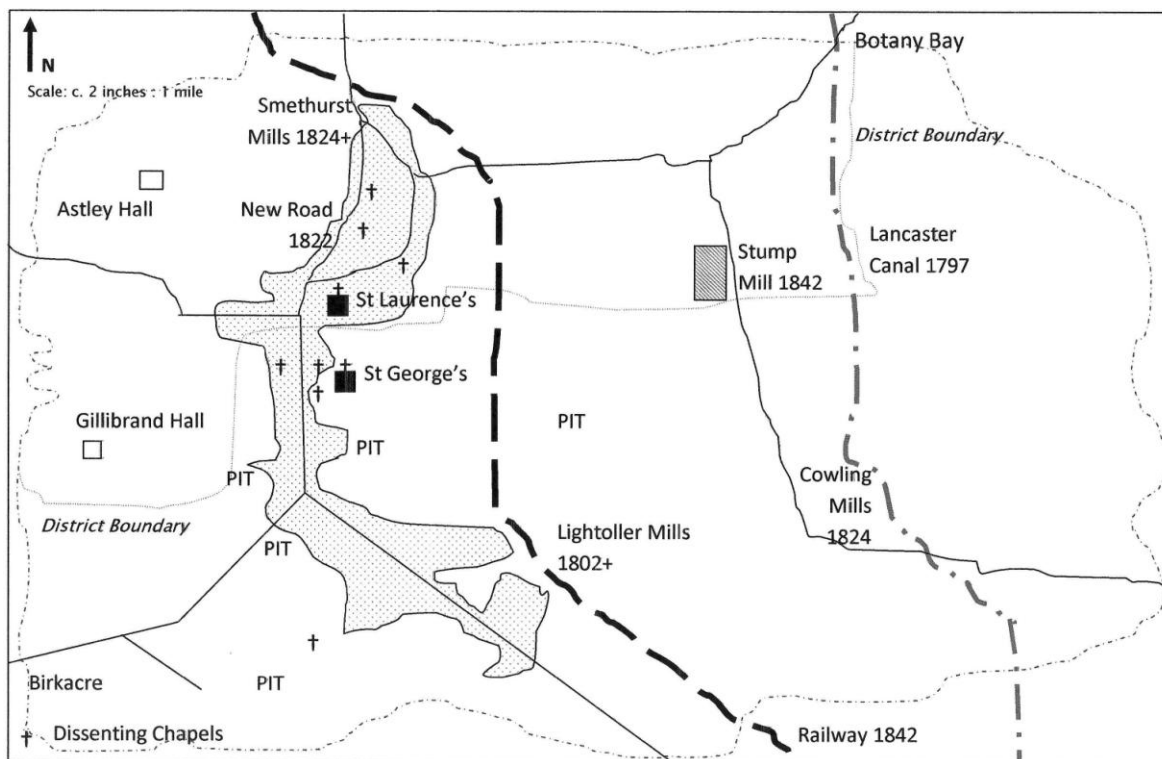 N
Scale: c. 2 inches : 1 mile
Botany Bay
Smethurst
Mills 1824+
District Boundary
Astley Hall
New Road
1822
Lancaster
Canal 1797
Stump
Mill 1842
St Laurence's
St George's
Gillibrand Hall
PIT
PIT
PIT
Cowling
Mills
1824
District Boundary
PIT
Lightoller Mills
1802+
Birkacre
PIT
† Dissenting Chapels
Railway 1842